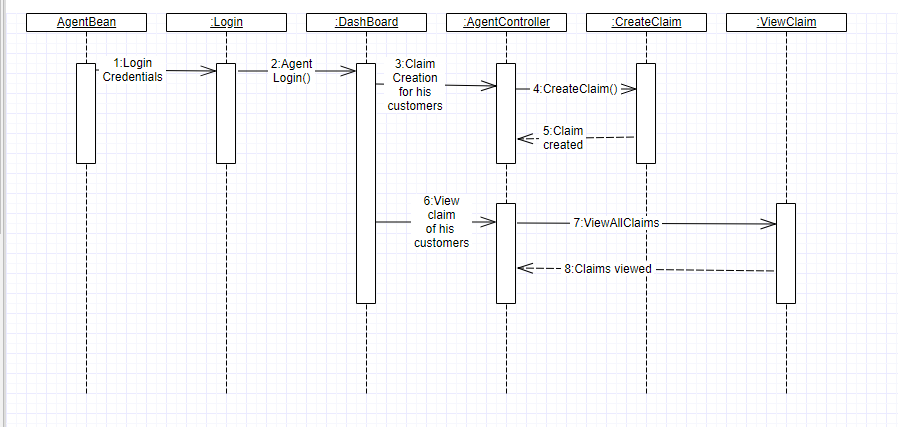 AgentBean
:Login
:DashBoard
:AgentController
:CreateClaim
:ViewClaim
1:Login
Credentials
2:Agent
Login()
3:Claim
Creation
for his
customers
4:CreateClaim()
5:Claim
created
6:View
claim
of his
customers
7:ViewAllClaims
8:Claims viewed